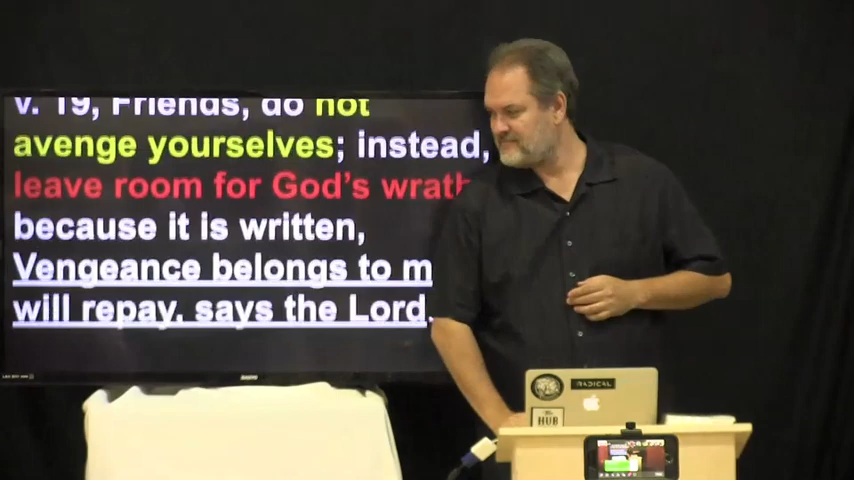 v. 19, Friends, do not
avenge yourselves; instead,
leave room for God's wrath
because it is written,
Vengeance belongs to m
will repay, says the Lord.
RADICAL
The
HUB